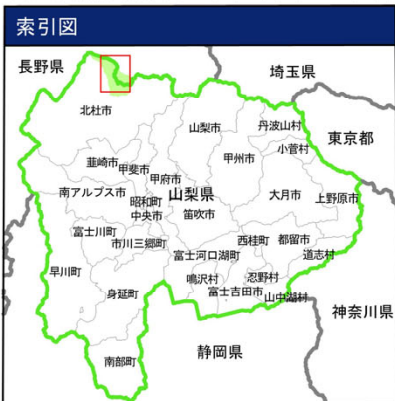 索引図
長野県
埼玉県
北杜市
山梨市
丹波山村
東京都
小菅村
甲州市
韮崎市
甲斐市
甲府市
南アルプス市
山梨県
大月市
上野原市
昭和町
中央市
笛吹市
富士川町
市川三郷町
西桂町
都留市
富士河口湖町
道志村
早川町
鳴沢村
忍野村
身延町
富士吉田市
山中湖村
神奈川県
静岡県
南部町